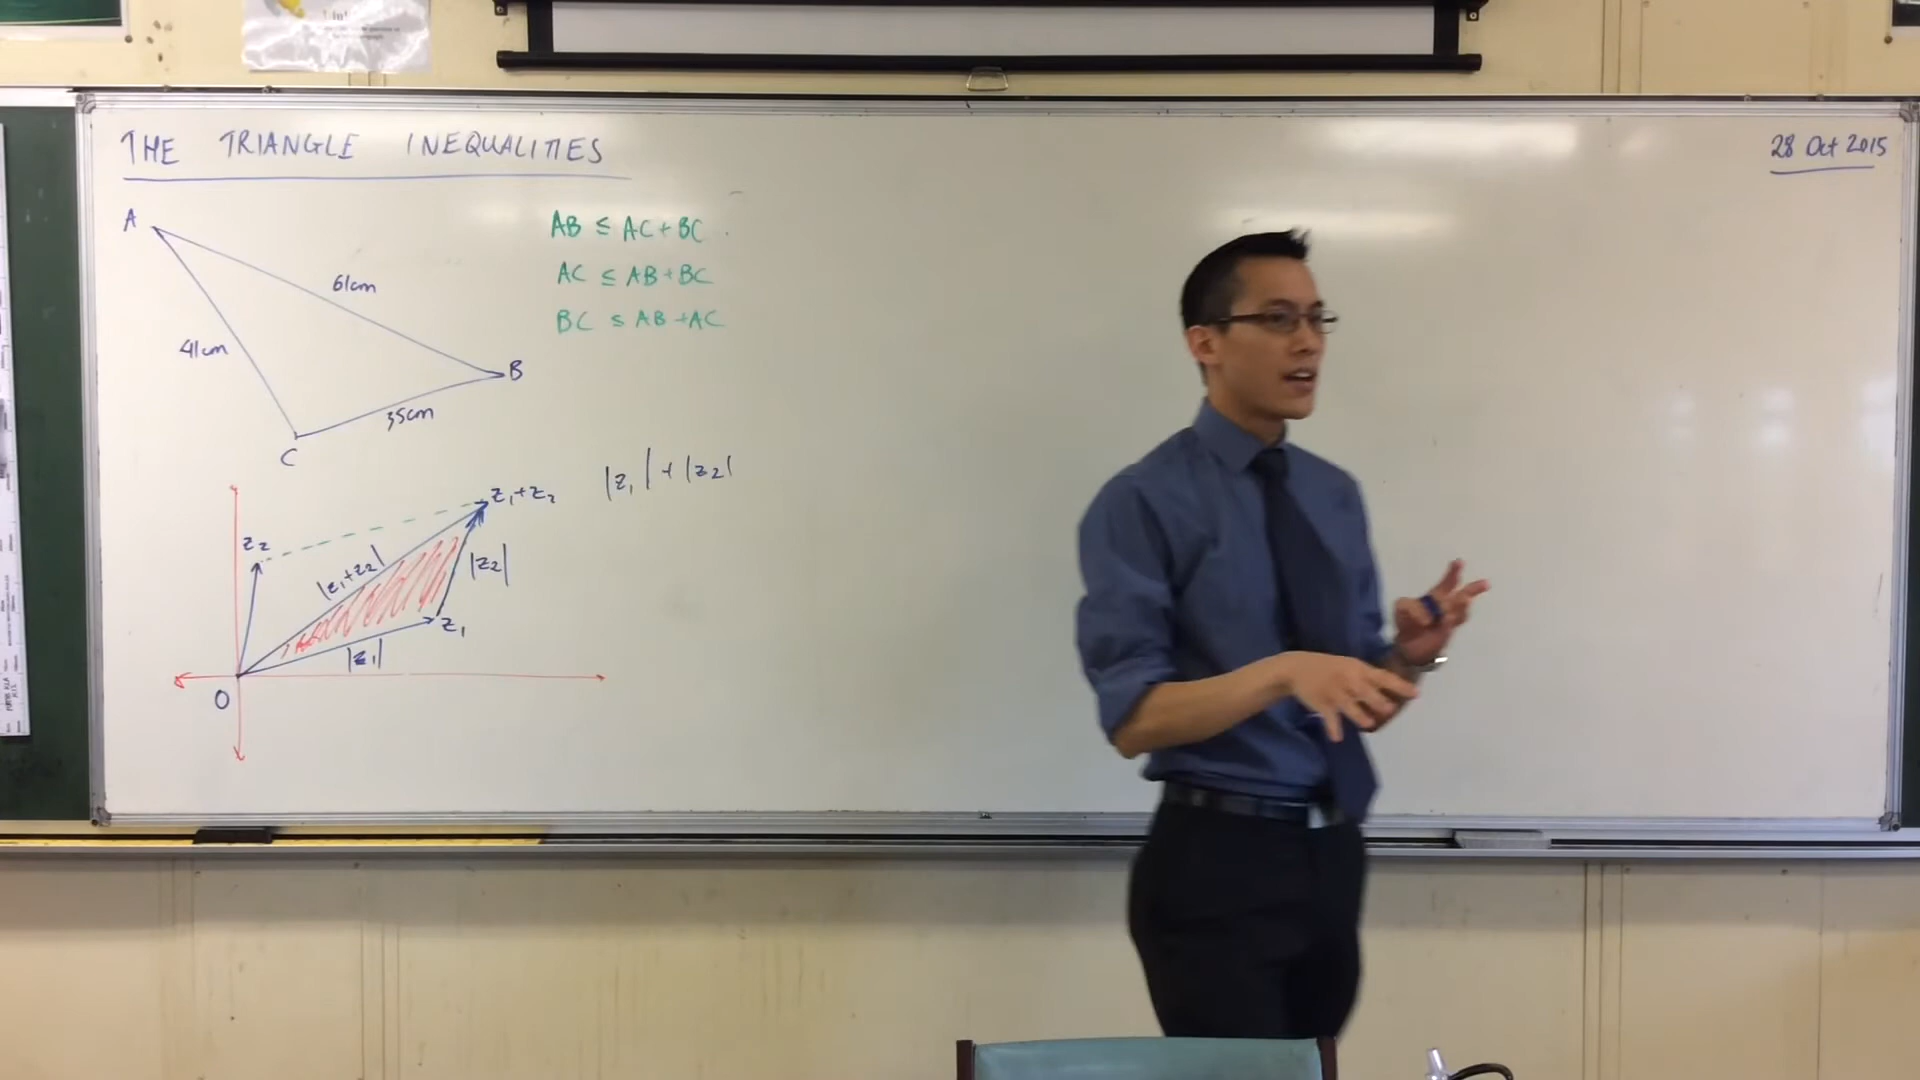 THE TRIANGLE INEQUALITIES
28 Oct 2015
A
AB ≤ AC + BC
61cm
AC ≤ AB + BC
BC ≤ AB + AC
41cm
B
35cm
C
|z₁| + |z₂|
z₁+z₂
z₂
|z₁+z₂|
|z₂|
z₁
|z₁|
O